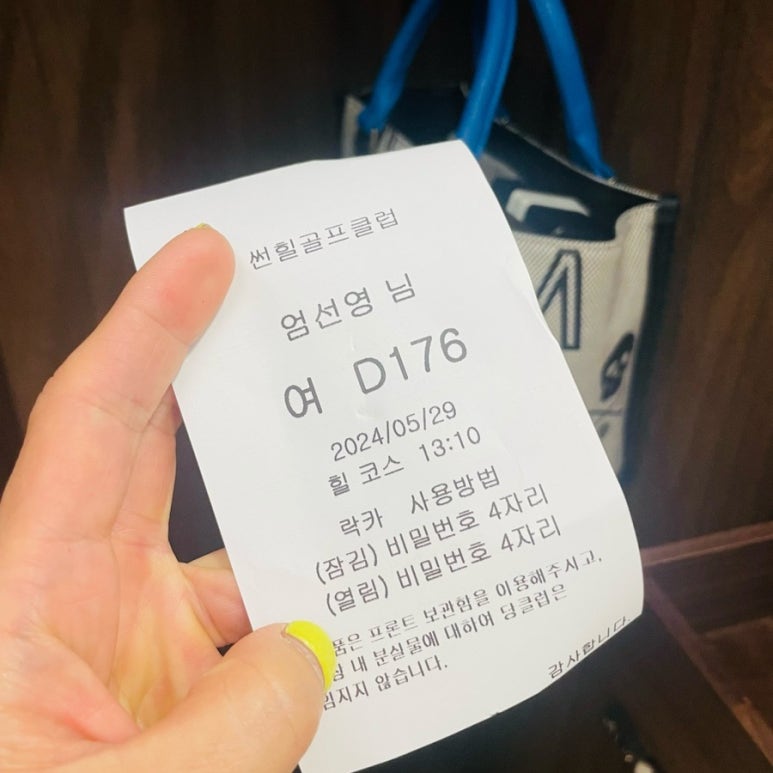 썬힐골프클럽
엄선영 님
여 D176
2024/05/29
힐 코스 13:10
락카 사용방법
(잠김) 비밀번호 4자리
(열림) 비밀번호 4자리
품은 프론트 보관함을 이용해주시고,
내 분실물에 대하여 당클럽은
임지지 않습니다.
감사합니다.